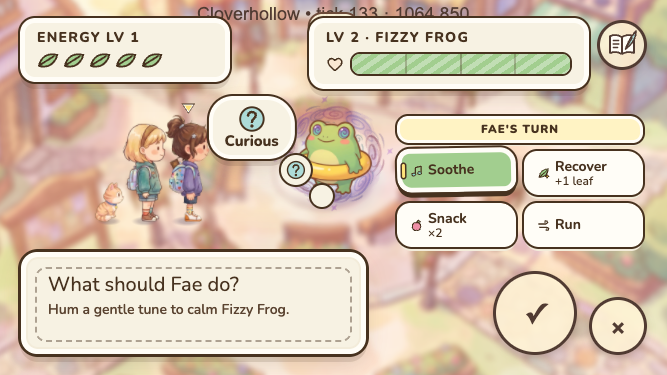 Cloverhollow • tick 133 · 1064,850
ENERGY LV 1
LV 2 · FIZZY FROG
? Curious
?
FAE'S TURN
Soothe
Recover
+1 leaf
Snack
×2
Run
What should Fae do?
Hum a gentle tune to calm Fizzy Frog.